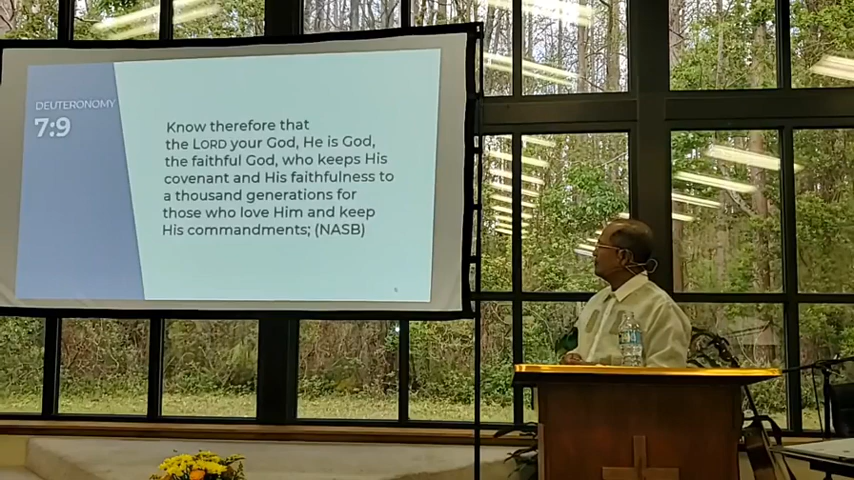 DEUTERONOMY
7:9
Know therefore that
the LORD your God, He is God,
the faithful God, who keeps His
covenant and His faithfulness to
a thousand generations for
those who love Him and keep
His commandments; (NASB)